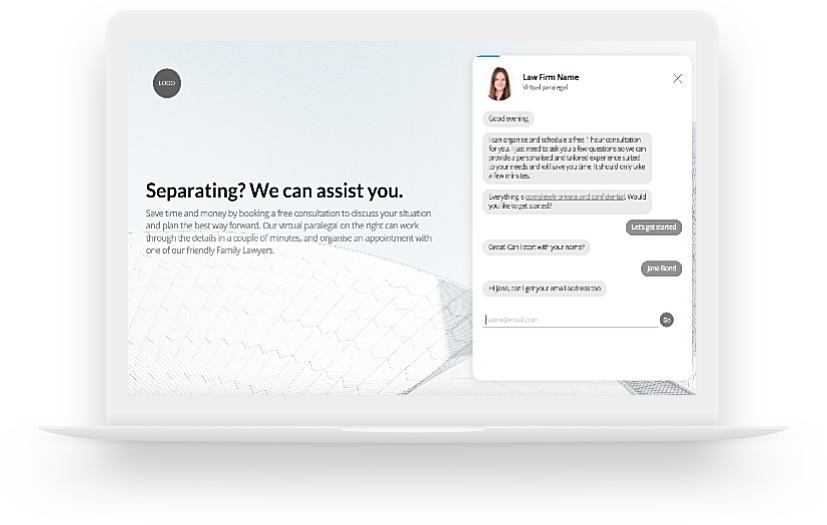 LOGO
Separating? We can assist you.
Save time and money by booking a free consultation to discuss your situation
and plan the best way forward. Our virtual paralegal on the right can work
through the details in a couple of minutes, and organise an appointment with
one of our friendly Family Lawyers.
Law Firm Name
Virtual paralegal
Good evening
I can organise and schedule a free 1 hour consultation
for you. I just need to ask you a few questions so we can
provide a personalised and tailored experience suited
to your needs and will save you time. It should only take
a few minutes.
Everything is completely private and confidential. Would
you like to get started?
Let's get started
Great! Can I start with your name?
Jane Bond
Hi Jane, can I get your email address too
name@email.com
Go